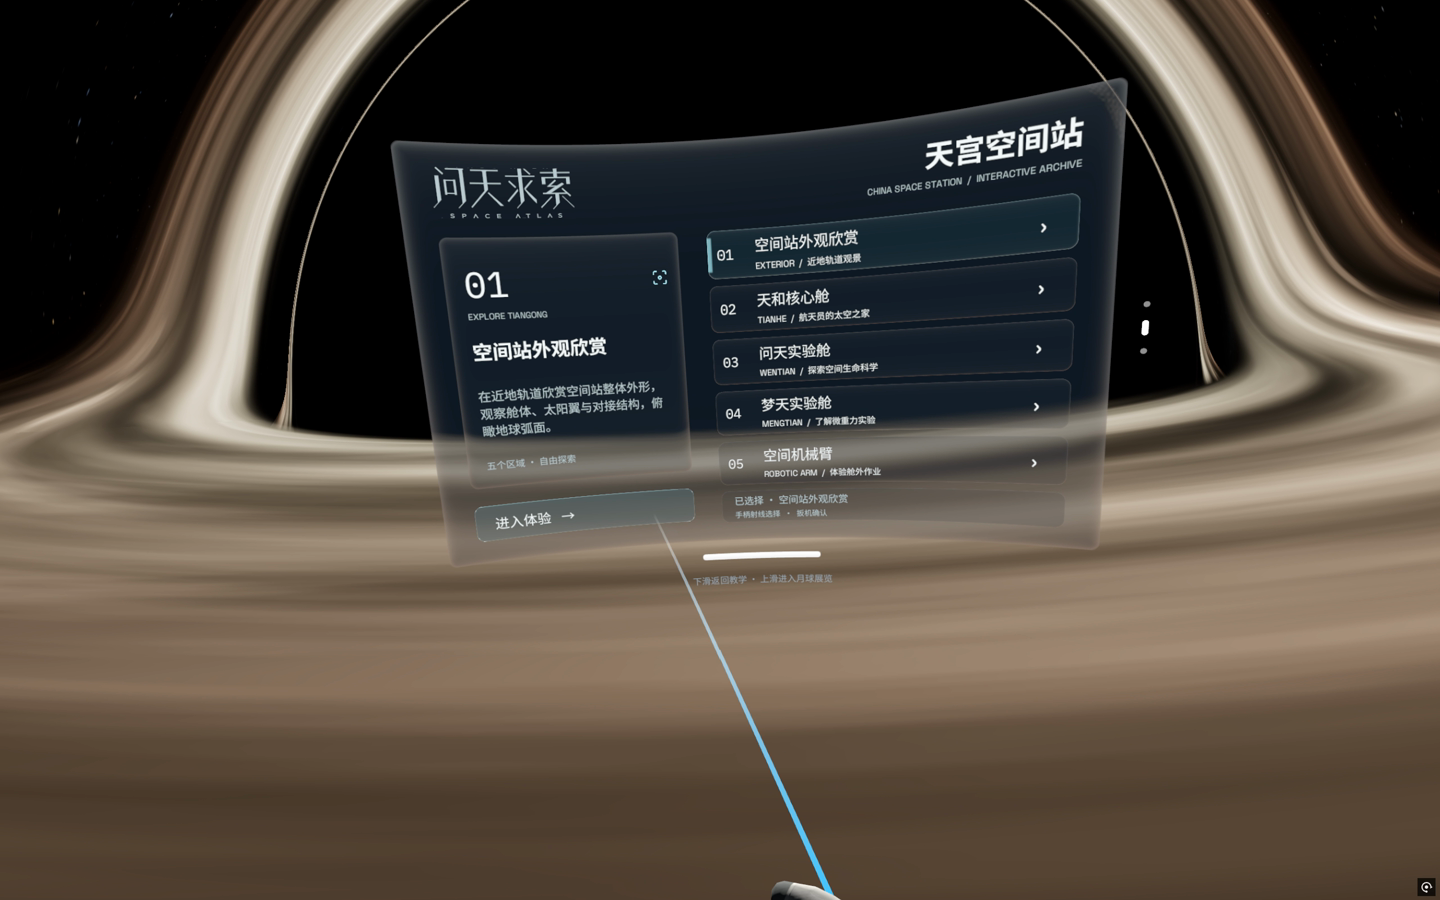 问天求索
SPACE ATLAS
天宫空间站
CHINA SPACE STATION / INTERACTIVE ARCHIVE
01
EXPLORE TIANGONG
空间站外观欣赏
在近地轨道欣赏空间站整体外形，
观察舱体、太阳翼与对接结构，俯
瞰地球弧面。
五个区域 · 自由探索
进入体验 →
01 空间站外观欣赏 ›
EXTERIOR / 近地轨道观景
02 天和核心舱 ›
TIANHE / 航天员的太空之家
03 问天实验舱 ›
WENTIAN / 探索空间生命科学
04 梦天实验舱 ›
MENGTIAN / 了解微重力实验
05 空间机械臂 ›
ROBOTIC ARM / 体验舱外作业
已选择 · 空间站外观欣赏
手柄射线选择 · 扳机确认
下滑返回教学 · 上滑进入月球展览